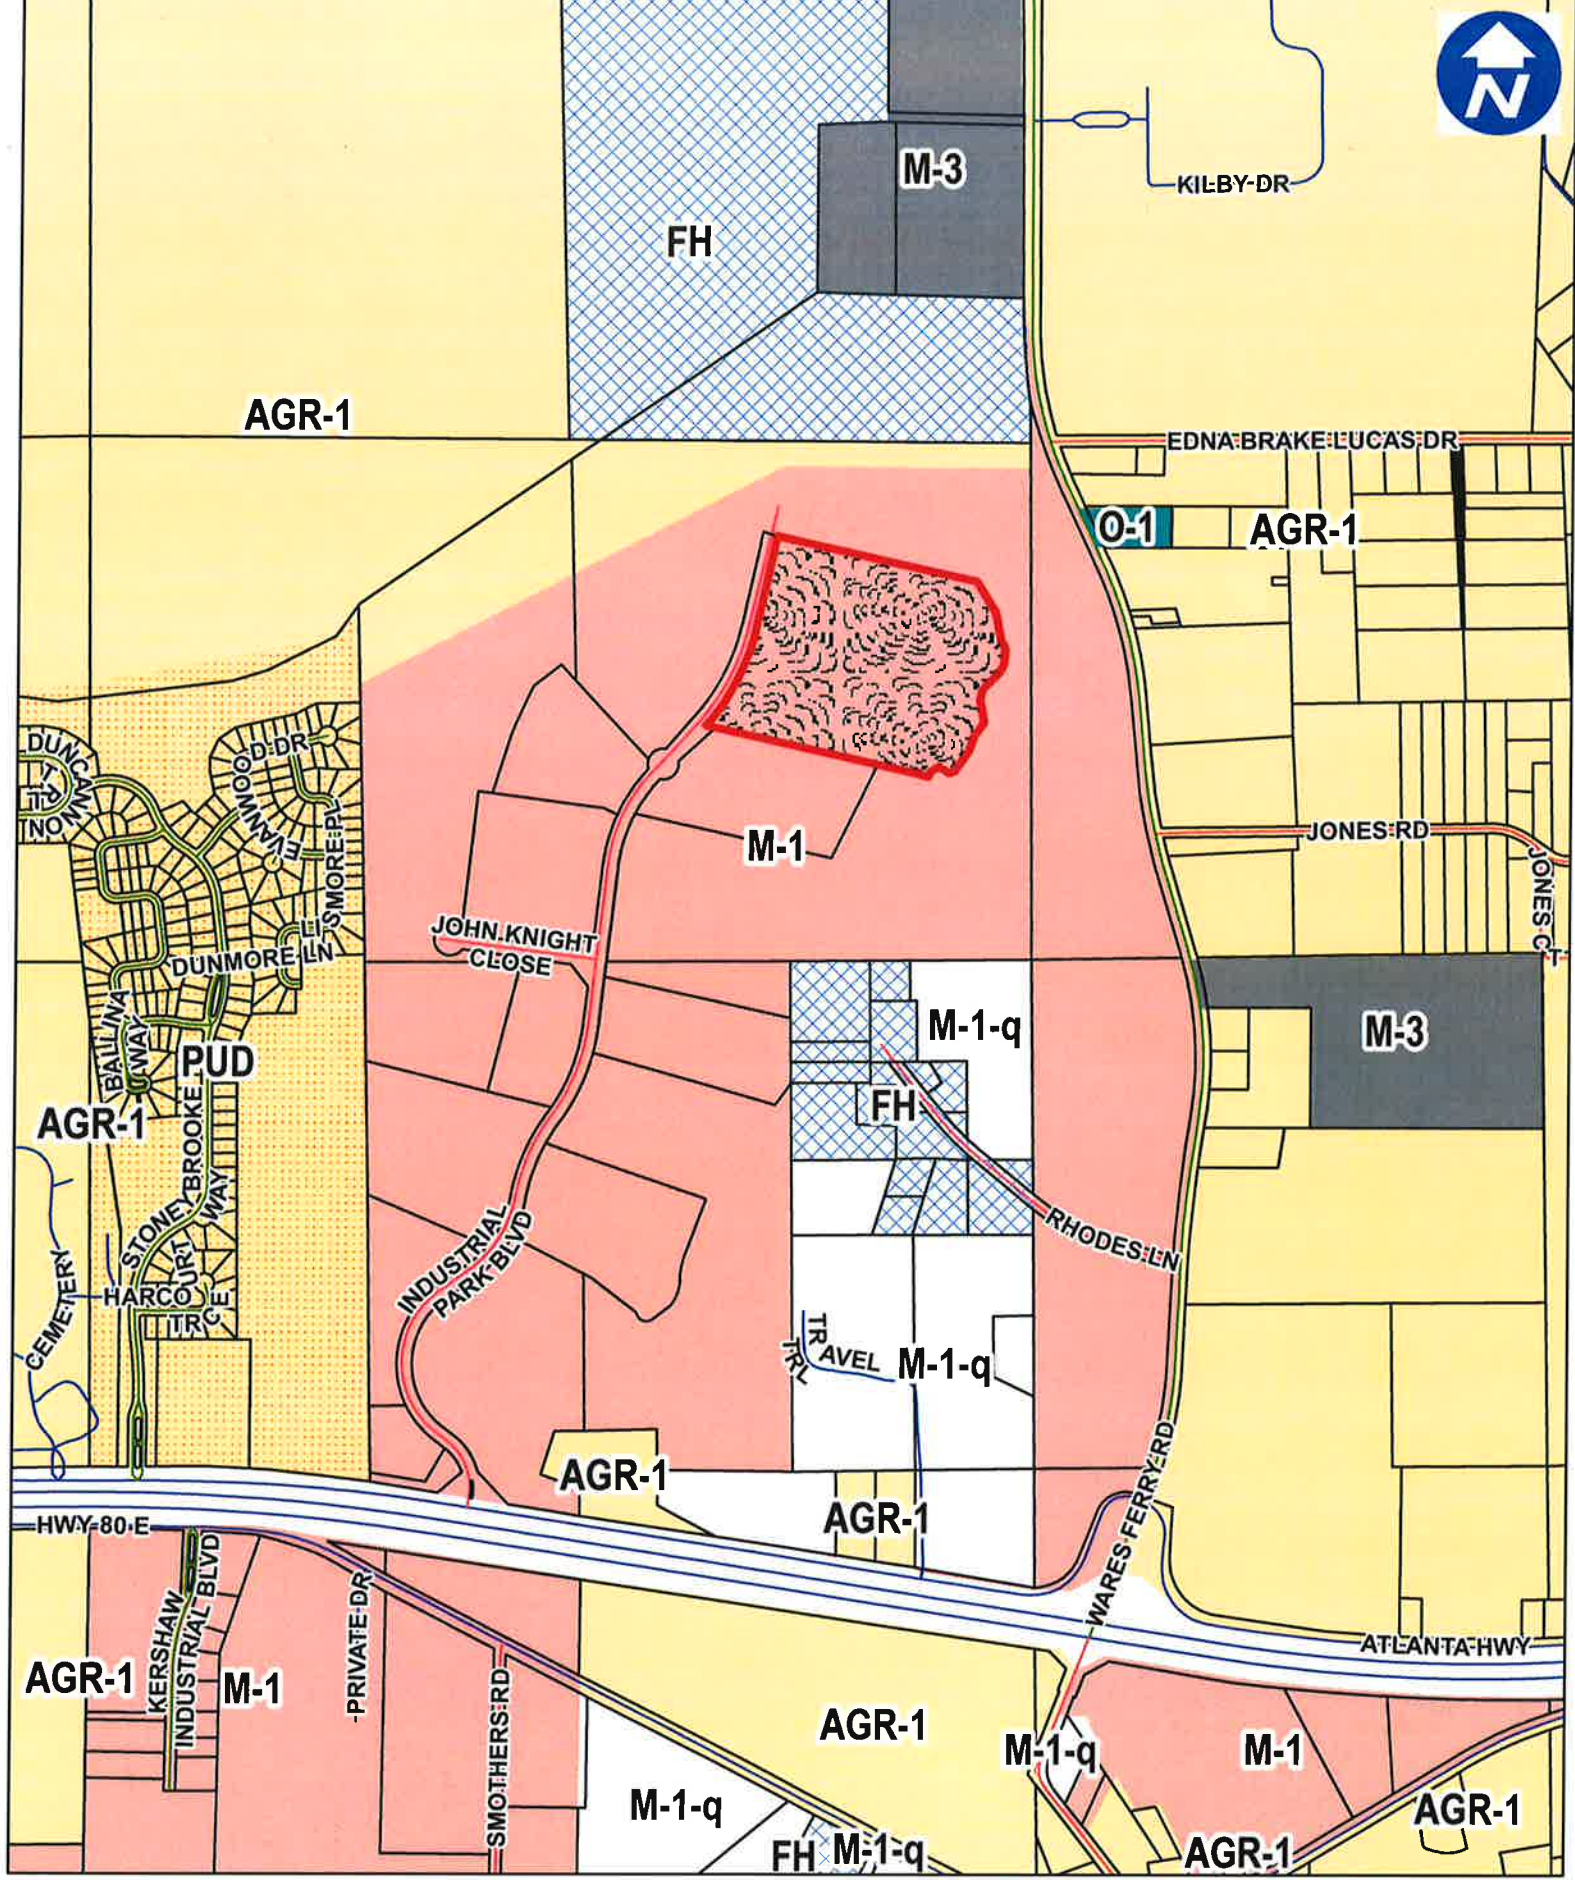 N
M-3
KILBY DR
FH
AGR-1
EDNA BRAKE LUCAS DR
O-1
AGR-1
DUNCANNON
TRL
EVANWOOD DR
LISMORE PL
JONES RD
JONES CT
M-1
JOHN KNIGHT
CLOSE
DUNMORE LN
BALLINA
WAY
PUD
AGR-1
M-1-q
M-3
FH
STONEYBROOKE
WAY
INDUSTRIAL
PARK BLVD
RHODES LN
CEMETERY
HARCOURT
TRCE
TRAVEL
TRL
M-1-q
AGR-1
AGR-1
HWY 80 E
WARES FERRY RD
ATLANTA HWY
KERSHAW
INDUSTRIAL BLVD
PRIVATE DR
AGR-1
M-1
SMOTHERS RD
AGR-1
M-1-q
M-1
M-1-q
AGR-1
FH
M-1-q
AGR-1